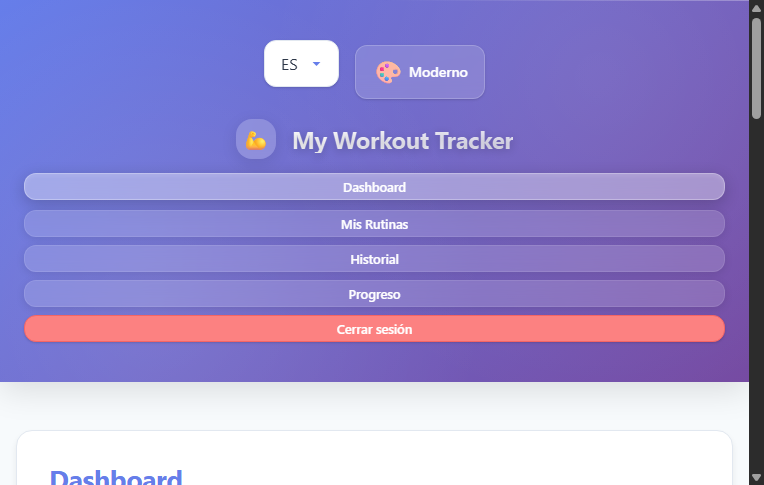 ES
Moderno
My Workout Tracker
Dashboard
Mis Rutinas
Historial
Progreso
Cerrar sesión
Dashboard